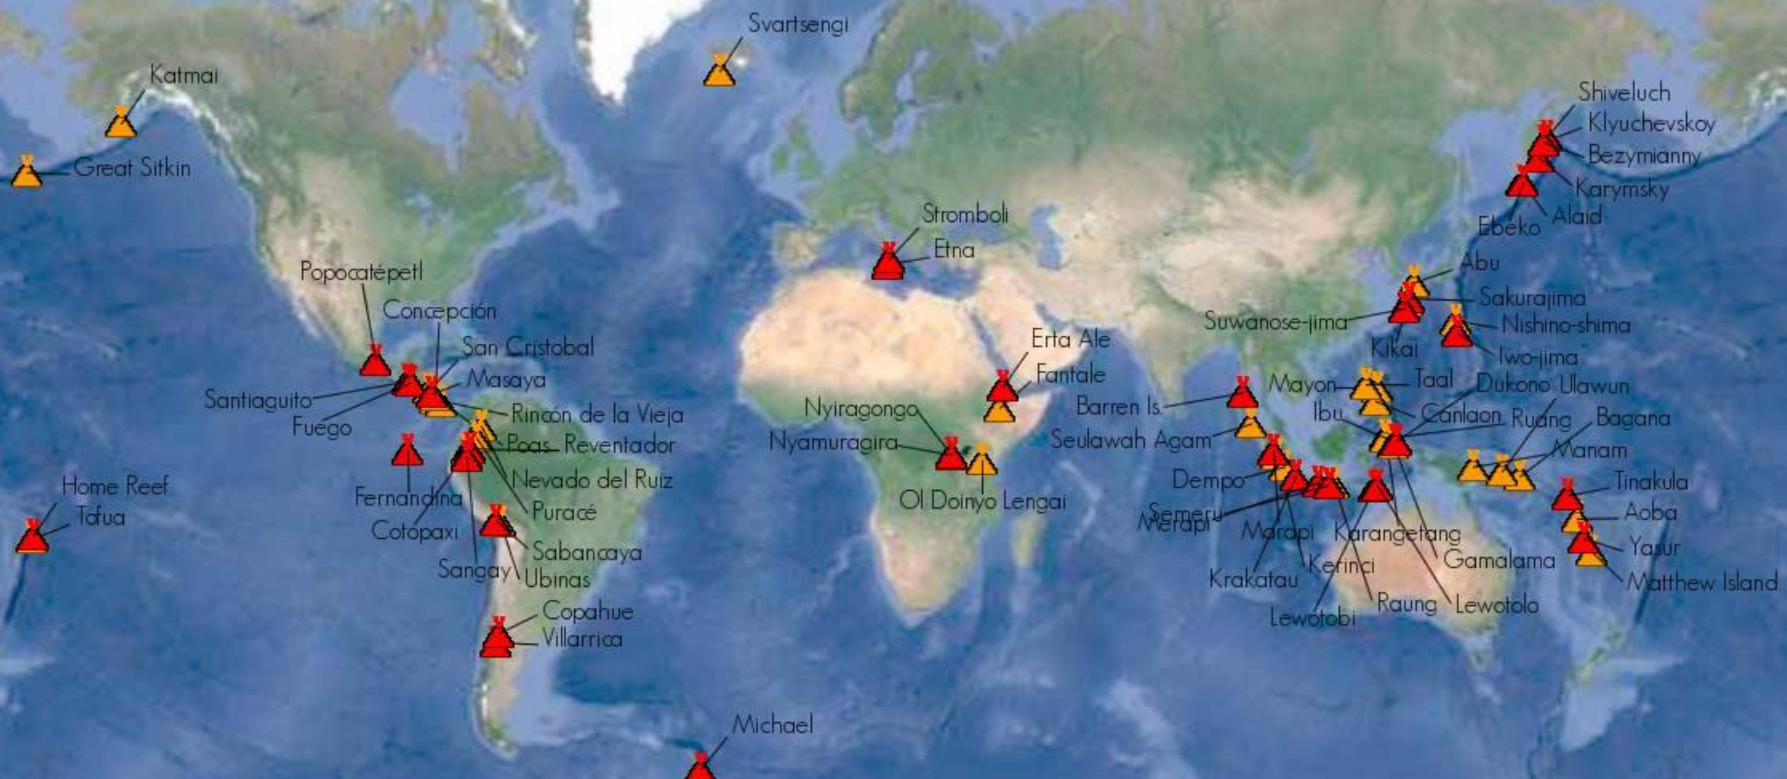 Svartsengi
Katmai
Great Sitkin
Shiveluch
Klyuchevskoy
Bezymianny
Karymsky
Alaid
Ebeko
Stromboli
Etna
Abu
Popocatépetl
Concepción
Sakurajima
Suwanose-jima
Nishino-shima
Kikai
Iwo-jima
San Cristobal
Erta Ale
Masaya
Fantale
Mayon
Taal
Dukono
Ulawun
Santiaguito
Fuego
Rincón de la Vieja
Nyiragongo
Barren Is.
Ibu
Canlaon
Ruang
Bagana
Poas
Reventador
Nyamuragira
Seulawah Agam
Manam
Nevado del Ruiz
Dempo
Tinakula
Home Reef
Tofua
Fernandina
Ol Doinyo Lengai
Puracé
Semeru
Merapi
Aoba
Cotopaxi
Marapi
Karangetang
Yasur
Sabancaya
Kerinci
Gamalama
Sangay
Ubinas
Krakatau
Matthew Island
Copahue
Raung
Lewotolo
Lewotobi
Villarrica
Michael